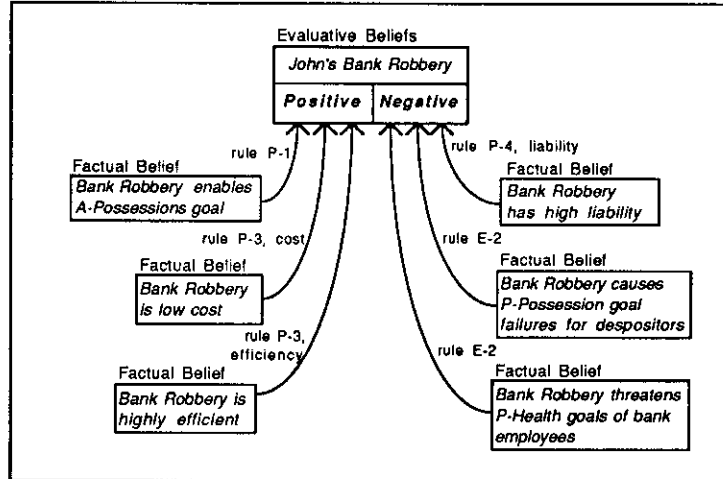 Evaluative Beliefs
John's Bank Robbery
Positive Negative
rule P-1
rule P-4, liability
Factual Belief
Bank Robbery enables
A-Possessions goal
Factual Belief
Bank Robbery
has high liability
rule P-3, cost
rule E-2
Factual Belief
Bank Robbery
is low cost
Factual Belief
Bank Robbery causes
P-Possession goal
failures for despositors
rule P-3,
efficiency
rule E-2
Factual Belief
Bank Robbery is
highly efficient
Factual Belief
Bank Robbery threatens
P-Health goals of bank
employees